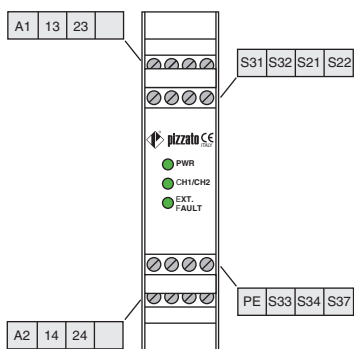 A1 13 23
S31 S32 S21 S22
pizzato CE
ITALY
PWR
CH1/CH2
EXT.
FAULT
PE S33 S34 S37
A2 14 24